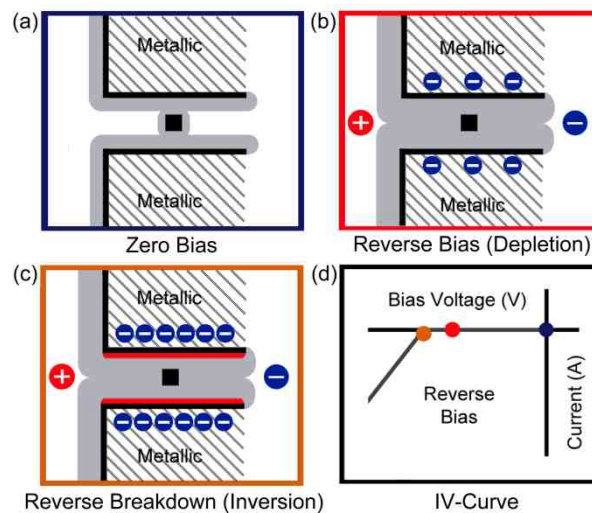 (a)
Metallic
Metallic
Zero Bias
(b)
Metallic
+
−
− − −
− − −
Metallic
Reverse Bias (Depletion)
(c)
Metallic
− − − − − −
+
−
− − − − − −
Metallic
Reverse Breakdown (Inversion)
(d)
Bias Voltage (V)
Reverse
Bias
Current (A)
IV-Curve